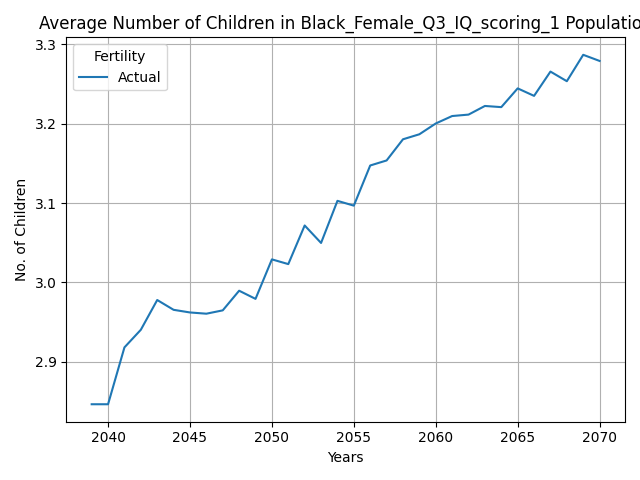 Average Number of Children in Black_Female_Q3_IQ_scoring_1 Populatio
Fertility
Actual
3.3
3.2
3.1
3.0
2.9
No. of Children
2040 2045 2050 2055 2060 2065 2070
Years